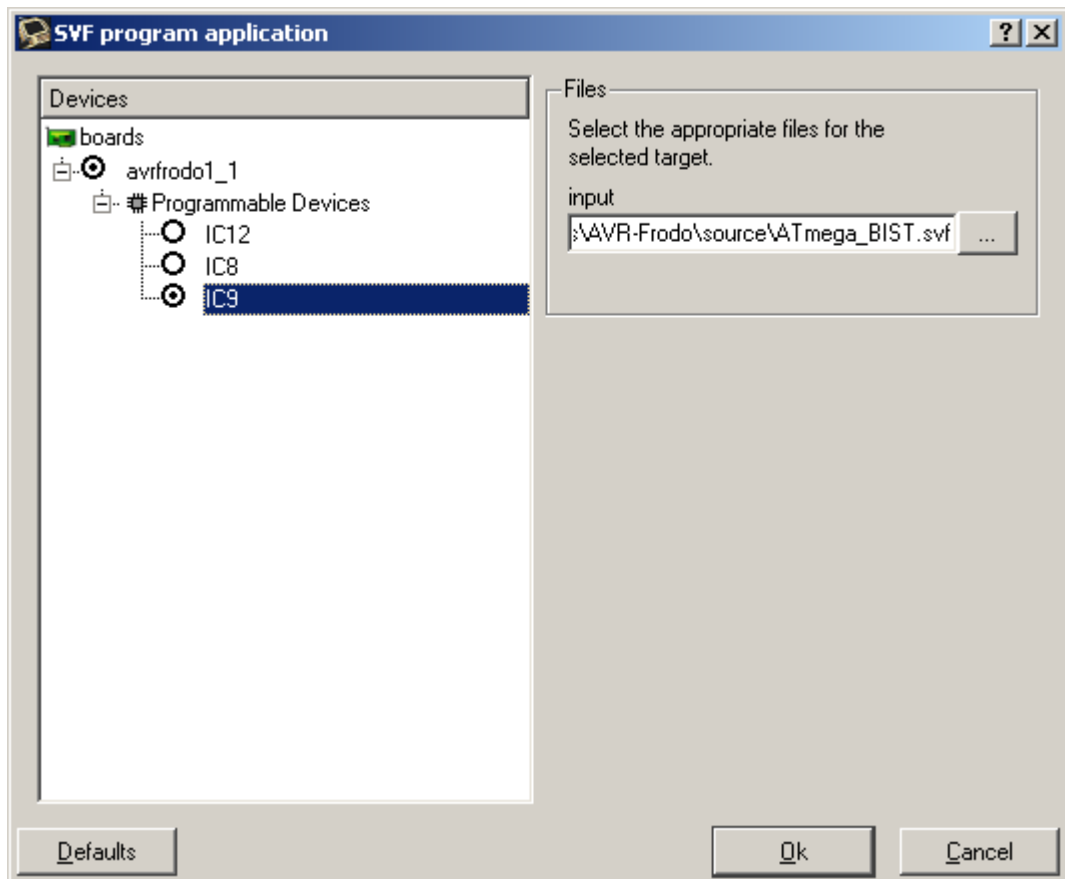 SVF program application
Devices
boards
avrfrodo1_1
Programmable Devices
IC12
IC8
IC9
Files
Select the appropriate files for the
selected target.
input
s\AVR-Frodo\source\ATmega_BIST.svf
...
Defaults
Ok
Cancel